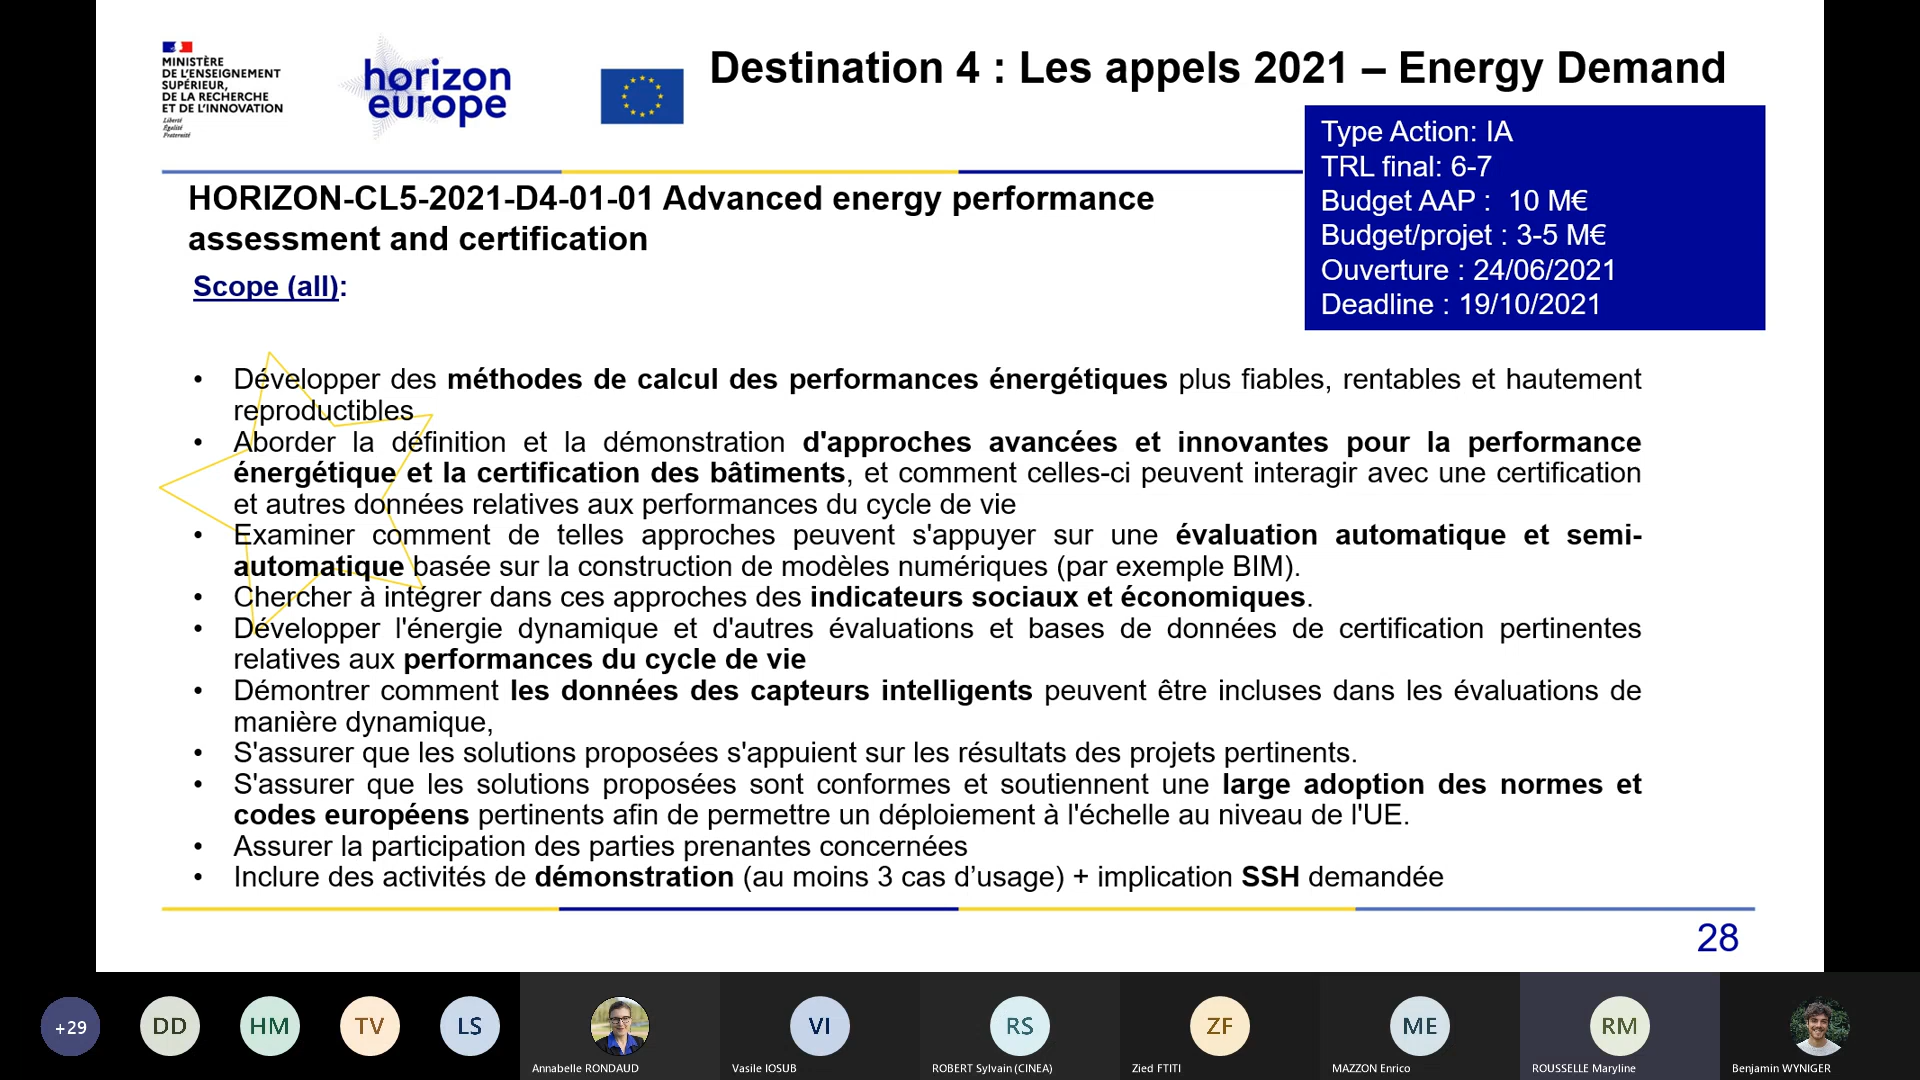 MINISTÈRE
DE L'ENSEIGNEMENT
SUPÉRIEUR,
DE LA RECHERCHE
ET DE L'INNOVATION
Liberté
Égalité
Fraternité
horizon
europe
Destination 4 : Les appels 2021 – Energy Demand
Type Action: IA
TRL final: 6-7
Budget AAP : 10 M€
Budget/projet : 3-5 M€
Ouverture : 24/06/2021
Deadline : 19/10/2021
HORIZON-CL5-2021-D4-01-01 Advanced energy performance
assessment and certification
Scope (all):
• Développer des méthodes de calcul des performances énergétiques plus fiables, rentables et hautement
reproductibles
• Aborder la définition et la démonstration d'approches avancées et innovantes pour la performance
énergétique et la certification des bâtiments, et comment celles-ci peuvent interagir avec une certification
et autres données relatives aux performances du cycle de vie
• Examiner comment de telles approches peuvent s'appuyer sur une évaluation automatique et semi-
automatique basée sur la construction de modèles numériques (par exemple BIM).
• Chercher à intégrer dans ces approches des indicateurs sociaux et économiques.
• Développer l'énergie dynamique et d'autres évaluations et bases de données de certification pertinentes
relatives aux performances du cycle de vie
• Démontrer comment les données des capteurs intelligents peuvent être incluses dans les évaluations de
manière dynamique,
• S'assurer que les solutions proposées s'appuient sur les résultats des projets pertinents.
• S'assurer que les solutions proposées sont conformes et soutiennent une large adoption des normes et
codes européens pertinents afin de permettre un déploiement à l'échelle au niveau de l'UE.
• Assurer la participation des parties prenantes concernées
• Inclure des activités de démonstration (au moins 3 cas d’usage) + implication SSH demandée
28
+29
DD
HM
TV
LS
VI
RS
ZF
ME
RM
Annabelle RONDAUD
Vasile IOSUB
ROBERT Sylvain (CINEA)
Zied FTITI
MAZZON Enrico
ROUSSELLE Maryline
Benjamin WYNIGER